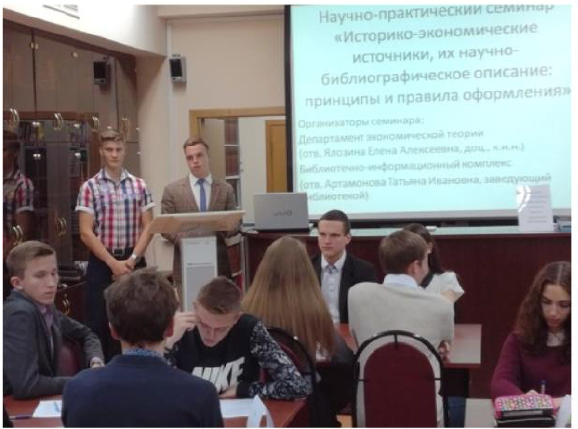 Научно-практический семинар
«Историко-экономические
источники, их научно-
библиографическое описание:
принципы и правила оформления»
Организаторы семинара:
Департамент экономической теории
(отв. Ялозина Елена Алексеевна, доц., к.и.н.)
Библиотечно-информационный комплекс
(отв. Артамонова Татьяна Ивановна, заведующий
библиотекой)
VAIO
NIKE